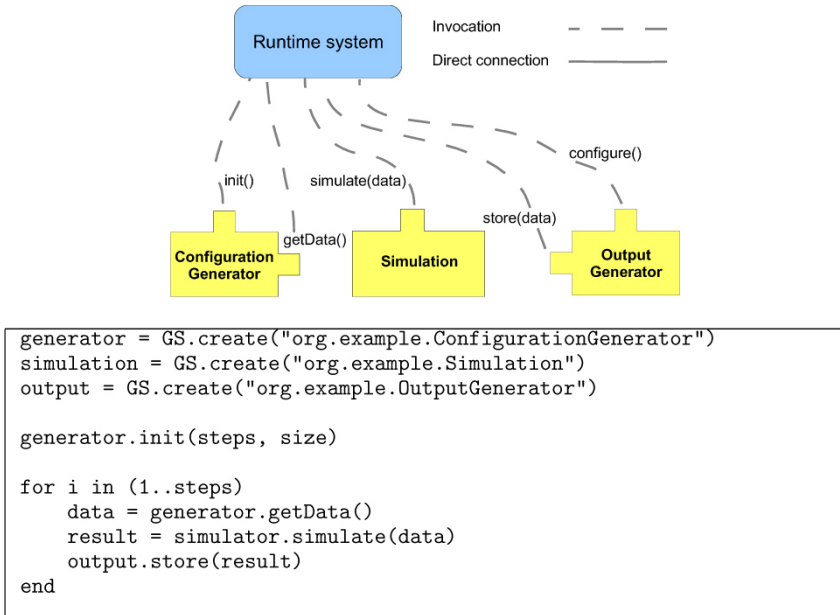 Runtime system
Invocation
Direct connection
configure()
init()
simulate(data)
store(data)
getData()
Configuration
Generator
Simulation
Output
Generator
generator = GS.create("org.example.ConfigurationGenerator")
simulation = GS.create("org.example.Simulation")
output = GS.create("org.example.OutputGenerator")
generator.init(steps, size)
for i in (1..steps)
    data = generator.getData()
    result = simulator.simulate(data)
    output.store(result)
end